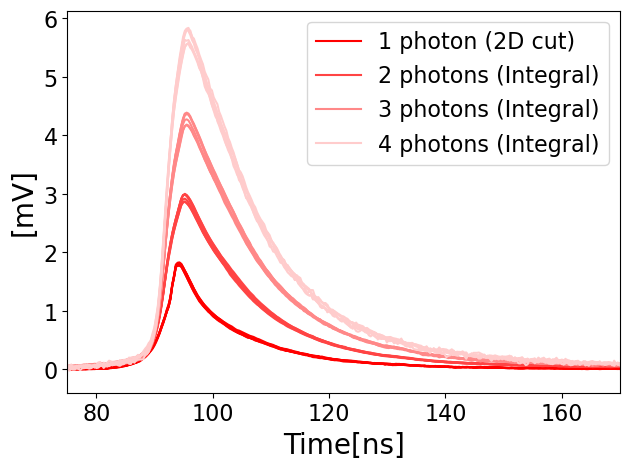 6
5
4
3
2
1
0
[mV]
1 photon (2D cut)
2 photons (Integral)
3 photons (Integral)
4 photons (Integral)
80 100 120 140 160
Time[ns]